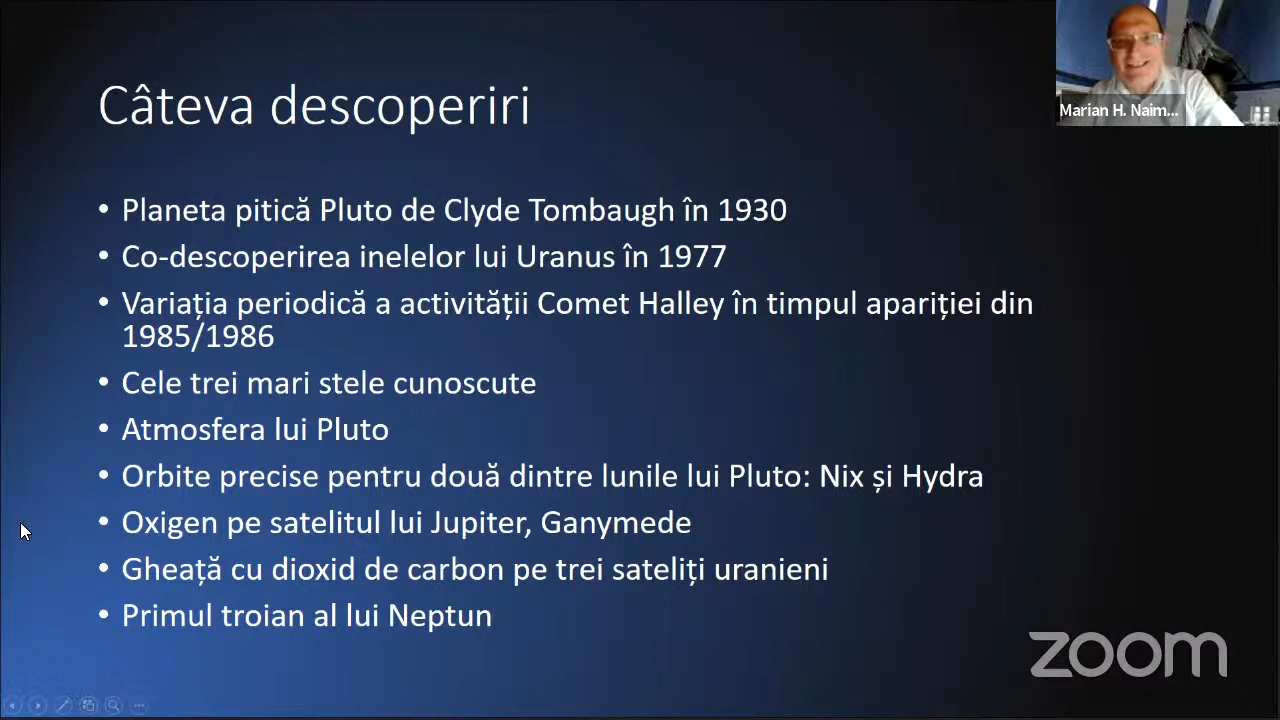 Câteva descoperiri
Marian H. Naim...
• Planeta pitică Pluto de Clyde Tombaugh în 1930
• Co-descoperirea inelelor lui Uranus în 1977
• Variația periodică a activității Comet Halley în timpul apariției din
1985/1986
• Cele trei mari stele cunoscute
• Atmosfera lui Pluto
• Orbite precise pentru două dintre lunile lui Pluto: Nix și Hydra
• Oxigen pe satelitul lui Jupiter, Ganymede
• Gheață cu dioxid de carbon pe trei sateliți uranieni
• Primul troian al lui Neptun
zoom